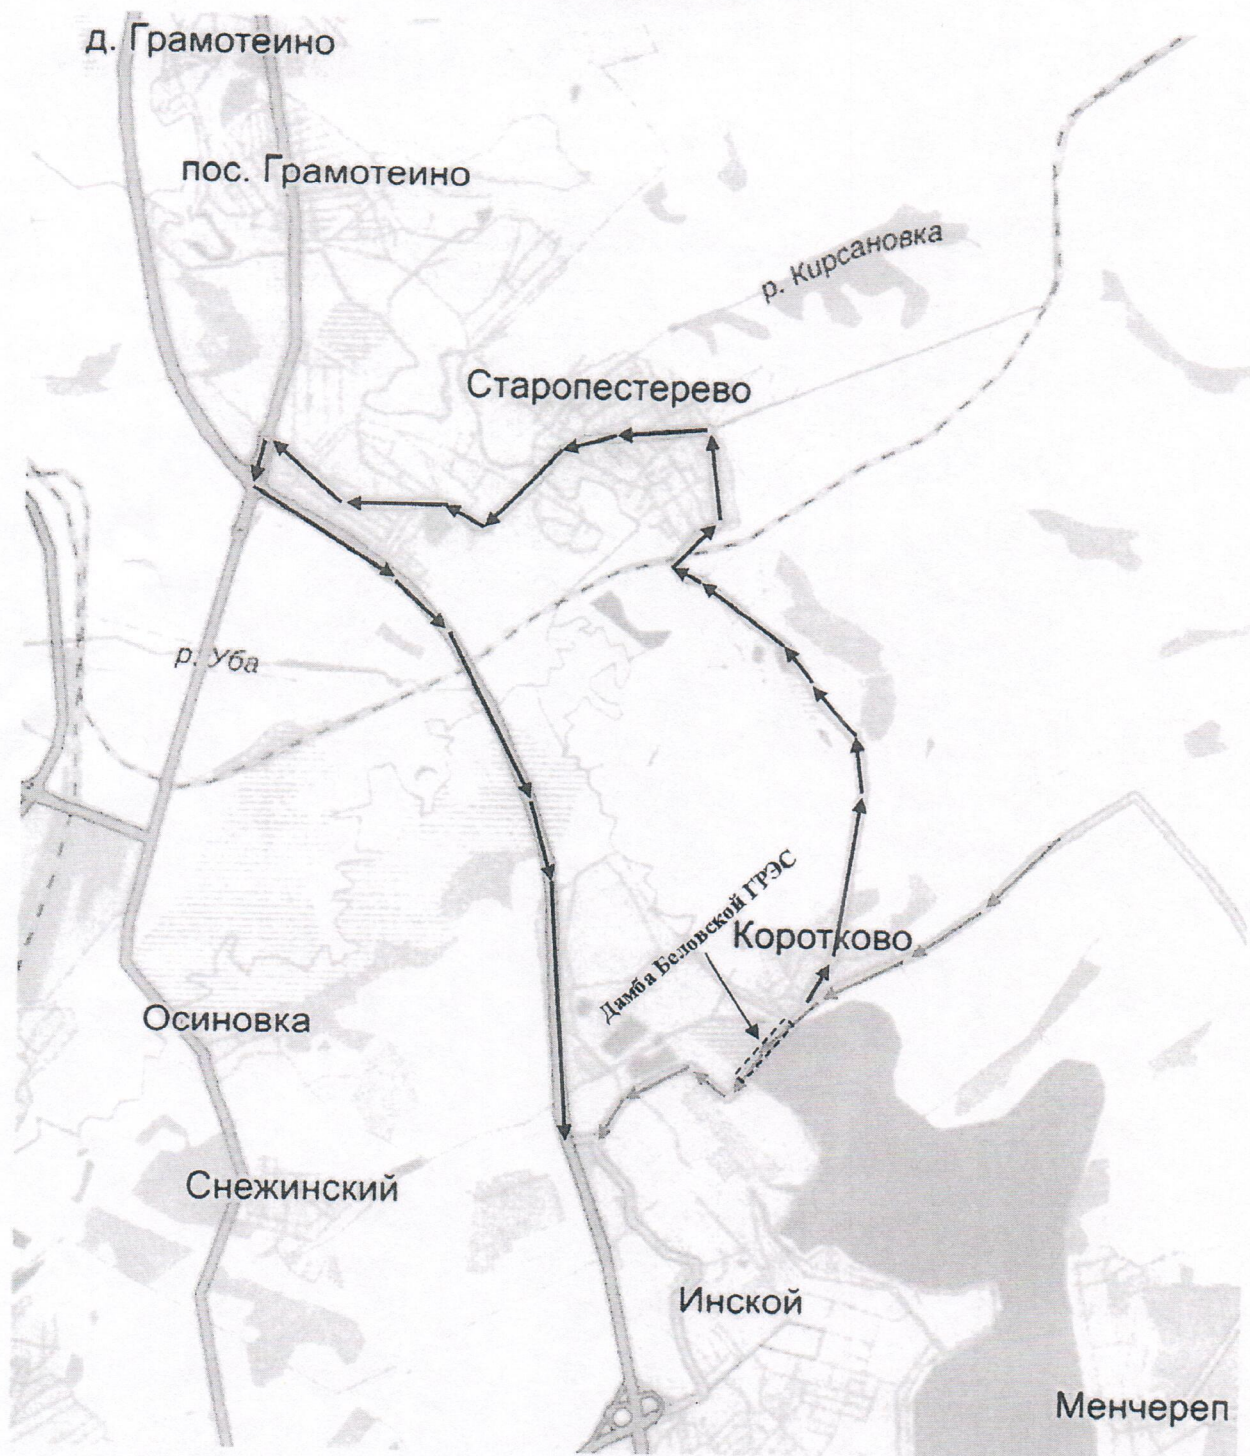 д. Грамотеино
пос. Грамотеино
р. Кирсановка
Старопестерево
р. Уба
Дамба Беловской ГРЭС
Коротково
Осиновка
Снежинский
Инской
Менчереп